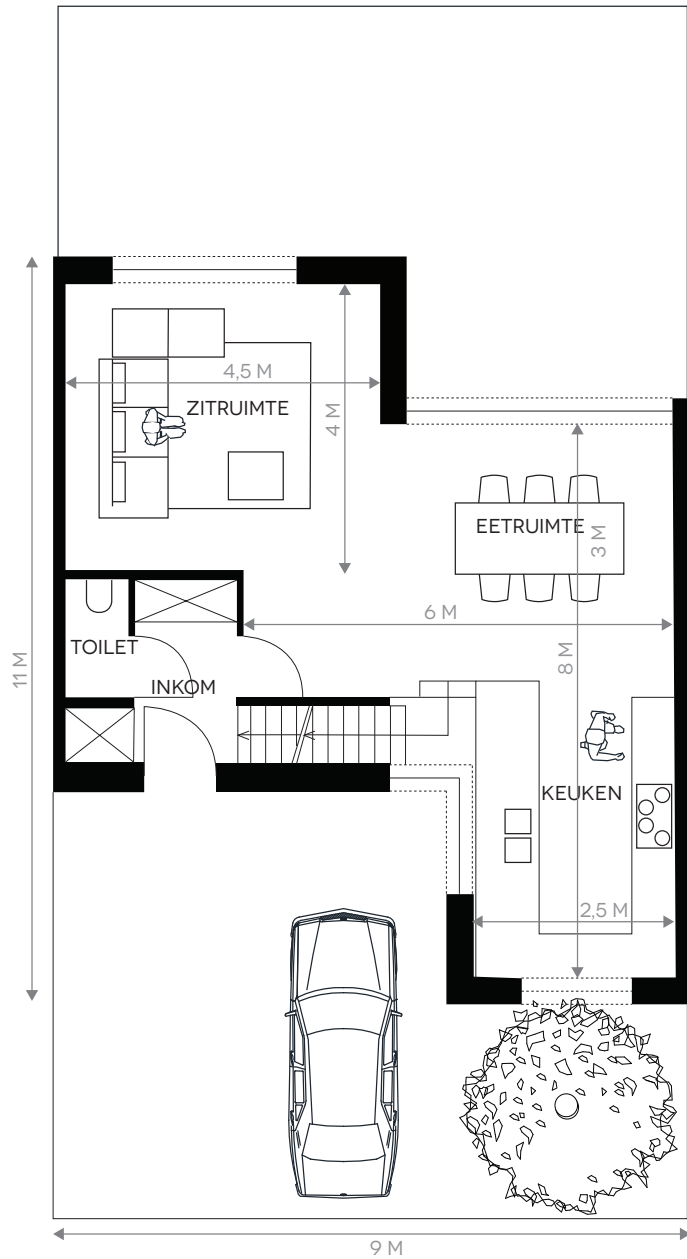 4,5 M
ZITRUIMTE
4 M
EETRUIMTE
3 M
6 M
8 M
11 M
TOILET
INKOM
KEUKEN
2,5 M
9 M